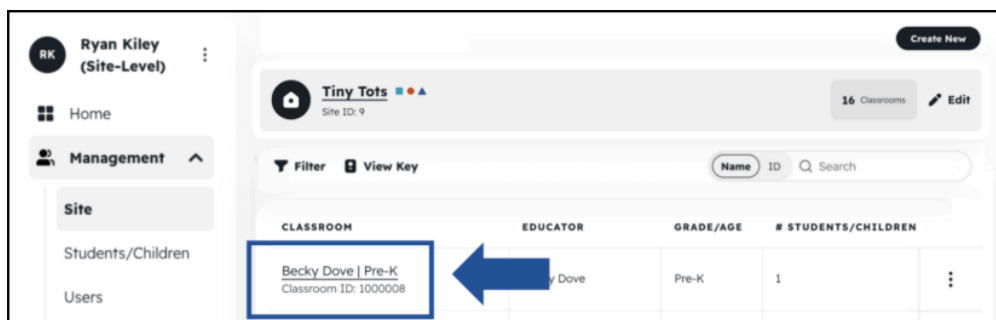 RK
Ryan Kiley
(Site-Level)
Home
Management
Site
Students/Children
Users
Create New
Tiny Tots
Site ID: 9
16 Classrooms
Edit
Filter
View Key
Name
ID
Search
CLASSROOM EDUCATOR GRADE/AGE # STUDENTS/CHILDREN
Becky Dove | Pre-K
Classroom ID: 1000008
Dove
Pre-K
1